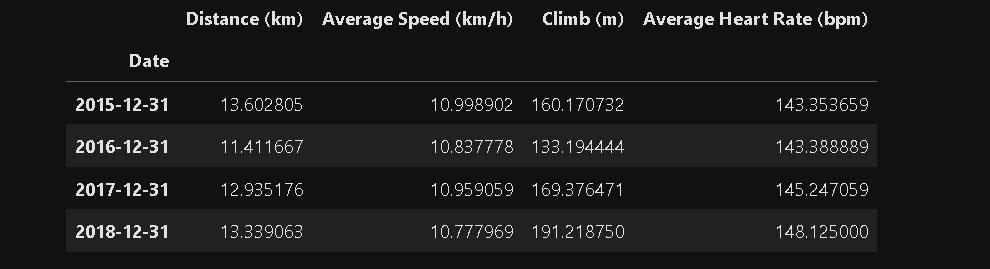 Distance (km) Average Speed (km/h) Climb (m) Average Heart Rate (bpm)
Date
2015-12-31 13.602805 10.998902 160.170732 143.353659
2016-12-31 11.411667 10.837778 133.194444 143.388889
2017-12-31 12.935176 10.959059 169.376471 145.247059
2018-12-31 13.339063 10.777969 191.218750 148.125000